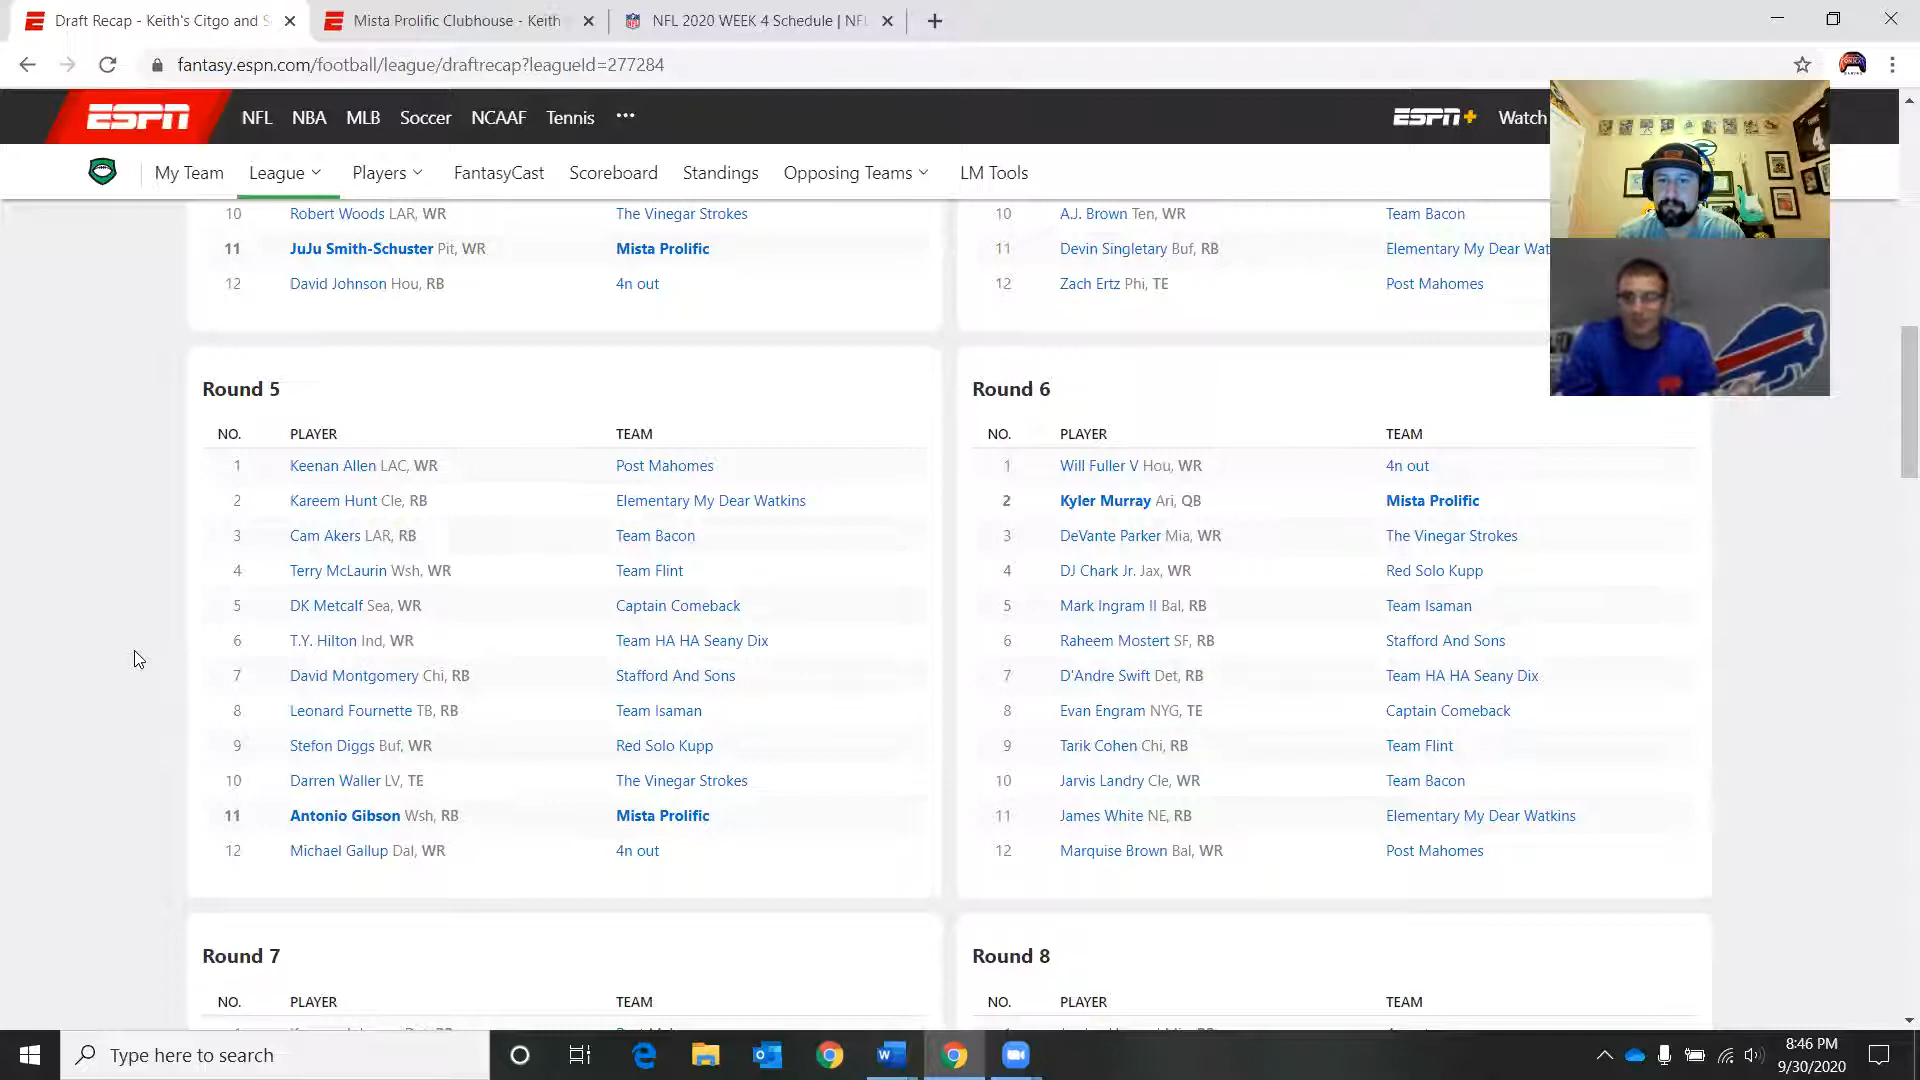 Draft Recap - Keith's Citgo and S
Mista Prolific Clubhouse - Keith
NFL 2020 WEEK 4 Schedule | NFL
fantasy.espn.com/football/league/draftrecap?leagueId=277284
ESPN NFL NBA MLB Soccer NCAAF Tennis ••• ESPN+ Watch
My Team League Players FantasyCast Scoreboard Standings Opposing Teams LM Tools
10 Robert Woods LAR, WR The Vinegar Strokes
11 JuJu Smith-Schuster Pit, WR Mista Prolific
12 David Johnson Hou, RB 4n out
10 A.J. Brown Ten, WR Team Bacon
11 Devin Singletary Buf, RB Elementary My Dear Wat
12 Zach Ertz Phi, TE Post Mahomes
Round 5
NO. PLAYER TEAM
1 Keenan Allen LAC, WR Post Mahomes
2 Kareem Hunt Cle, RB Elementary My Dear Watkins
3 Cam Akers LAR, RB Team Bacon
4 Terry McLaurin Wsh, WR Team Flint
5 DK Metcalf Sea, WR Captain Comeback
6 T.Y. Hilton Ind, WR Team HA HA Seany Dix
7 David Montgomery Chi, RB Stafford And Sons
8 Leonard Fournette TB, RB Team Isaman
9 Stefon Diggs Buf, WR Red Solo Kupp
10 Darren Waller LV, TE The Vinegar Strokes
11 Antonio Gibson Wsh, RB Mista Prolific
12 Michael Gallup Dal, WR 4n out
Round 6
NO. PLAYER TEAM
1 Will Fuller V Hou, WR 4n out
2 Kyler Murray Ari, QB Mista Prolific
3 DeVante Parker Mia, WR The Vinegar Strokes
4 DJ Chark Jr. Jax, WR Red Solo Kupp
5 Mark Ingram II Bal, RB Team Isaman
6 Raheem Mostert SF, RB Stafford And Sons
7 D'Andre Swift Det, RB Team HA HA Seany Dix
8 Evan Engram NYG, TE Captain Comeback
9 Tarik Cohen Chi, RB Team Flint
10 Jarvis Landry Cle, WR Team Bacon
11 James White NE, RB Elementary My Dear Watkins
12 Marquise Brown Bal, WR Post Mahomes
Round 7
NO. PLAYER TEAM
Round 8
NO. PLAYER TEAM
Type here to search
8:46 PM
9/30/2020